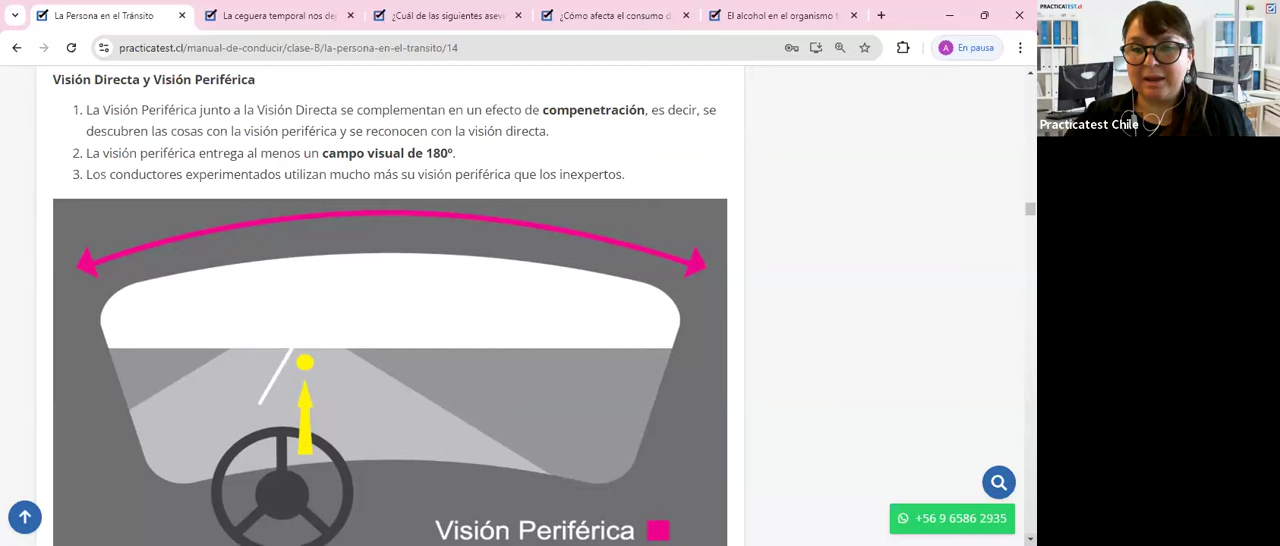 La Persona en el Tránsito
La ceguera temporal nos de
¿Cuál de las siguientes aseve
¿Cómo afecta el consumo d
El alcohol en el organismo t
practicatest.cl/manual-de-conducir/clase-B/la-persona-en-el-transito/14
A
En pausa
PRACTICATEST.cl
Practicatest Chile
Visión Directa y Visión Periférica
1. La Visión Periférica junto a la Visión Directa se complementan en un efecto de compenetración, es decir, se
descubren las cosas con la visión periférica y se reconocen con la visión directa.
2. La visión periférica entrega al menos un campo visual de 180º.
3. Los conductores experimentados utilizan mucho más su visión periférica que los inexpertos.
Visión Periférica
+56 9 6586 2935